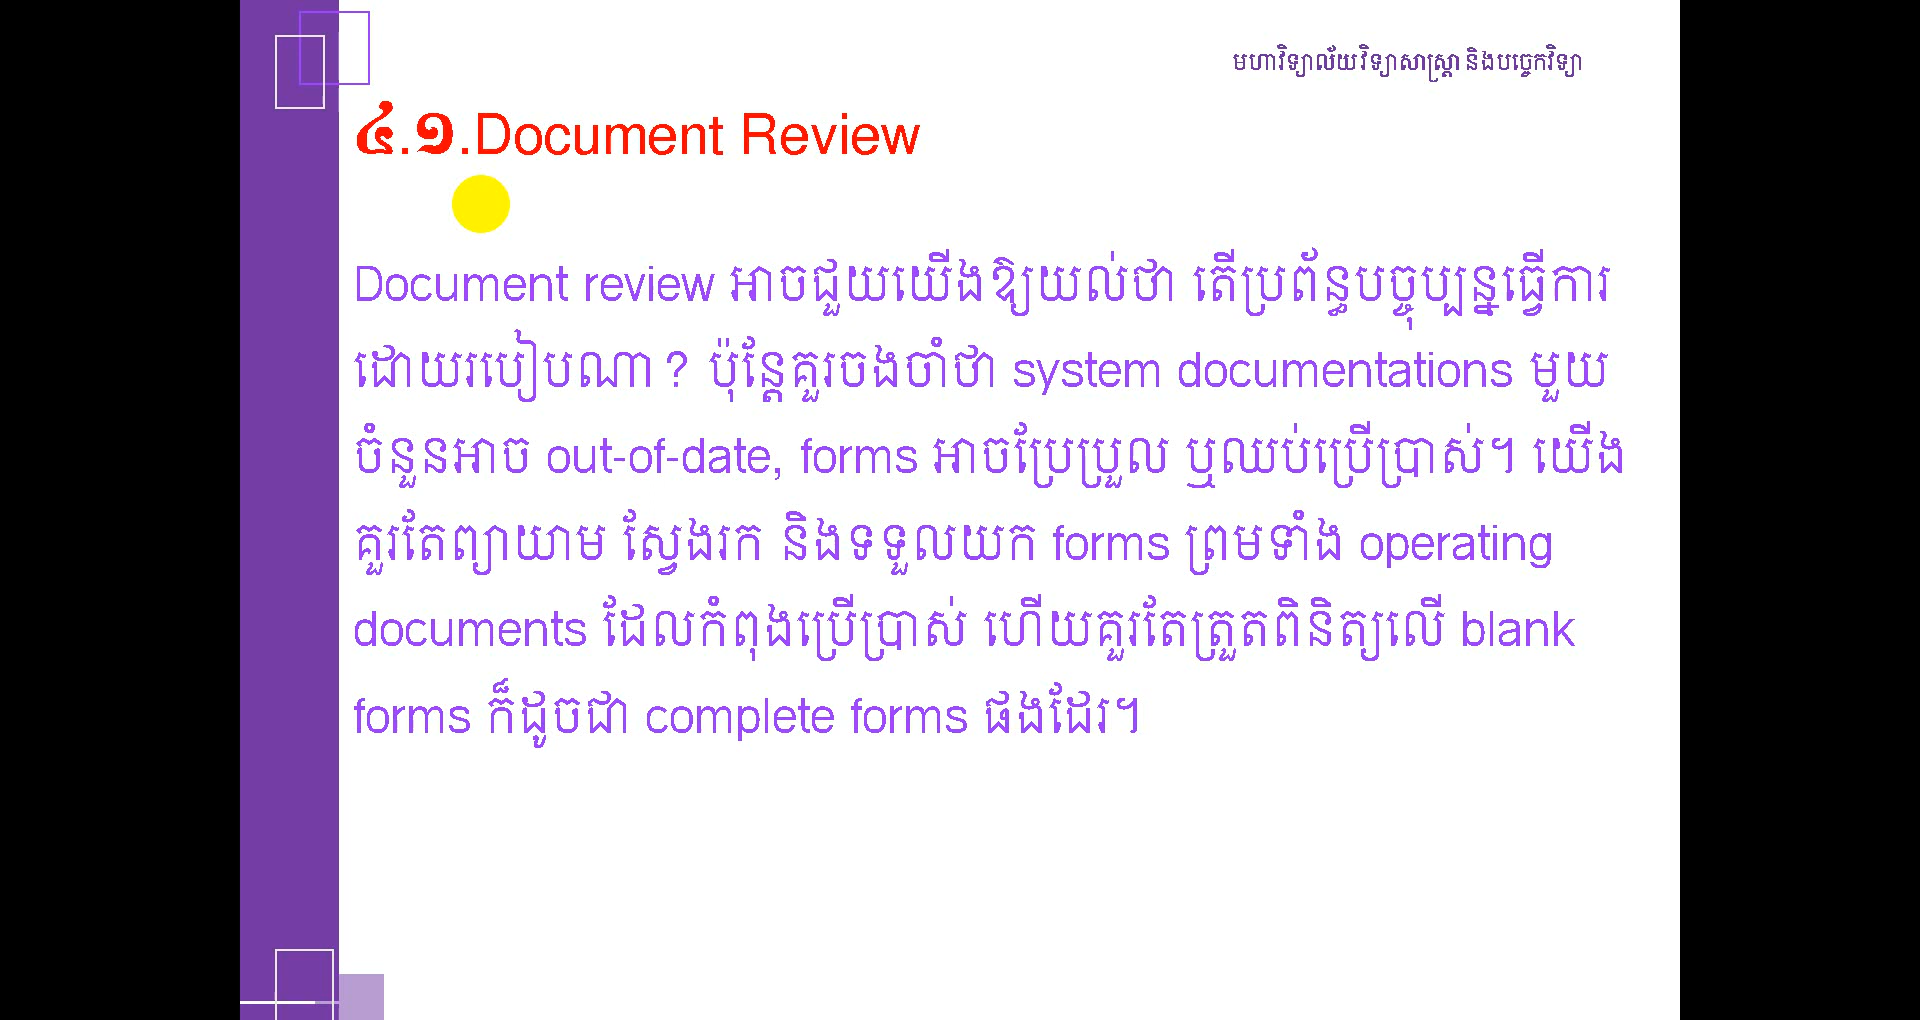 មហាវិទ្យាល័យវិទ្យាសាស្ត្រា និងបច្ចេកវិទ្យា
៤.១.Document Review
Document review អាចជួយយើងឱ្យយល់ថា តើប្រព័ន្ធបច្ចុប្បន្នធ្វើការ
ដោយរបៀបណា? ប៉ុន្តែគួរចងចាំថា system documentations មួយ
ចំនួនអាច out-of-date, forms អាចប្រែប្រួល ឬឈប់ប្រើប្រាស់។ យើង
គួរតែព្យាយាម ស្វែងរក និងទទួលយក forms ព្រមទាំង operating
documents ដែលកំពុងប្រើប្រាស់ ហើយគួរតែត្រួតពិនិត្យលើ blank
forms ក៏ដូចជា complete forms ផងដែរ។